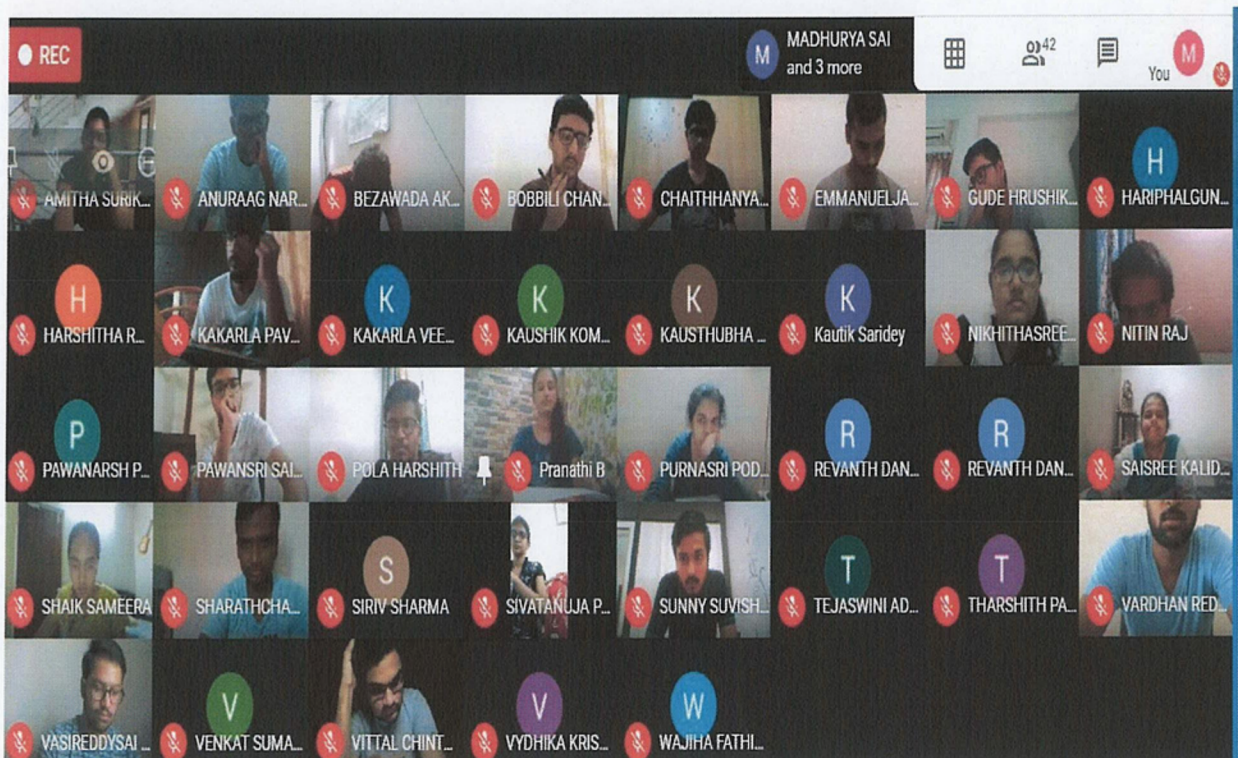 REC
MADHURYA SAI
and 3 more
42
You
M
M
AMITHA SURIK...
ANURAAG NAR...
BEZAWADA AK...
BOBBILI CHAN...
CHAITHHANYA...
EMMANUELJA...
GUDE HRUSHIK...
H
HARIPHALGUN...
H
HARSHITHA R...
KAKARLA PAV...
K
KAKARLA VEE...
K
KAUSHIK KOM...
K
KAUSTHUBHA ...
K
Kautik Saridey
NIKHITHASREE...
NITIN RAJ
P
PAWANARSH P...
PAWANSRI SAI...
POLA HARSHITH
Pranathi B
PURNASRI POD...
R
REVANTH DAN...
R
REVANTH DAN...
SAISREE KALID...
SHAIK SAMEERA
SHARATHCHA...
S
SIRIV SHARMA
SIVATANUJA P...
SUNNY SUVISH...
T
TEJASWINI AD...
T
THARSHITH PA...
VARDHAN RED...
VASIREDDYSAI ...
V
VENKAT SUMA...
VITTAL CHINT...
V
VYDHIKA KRIS...
W
WAJIHA FATHI...